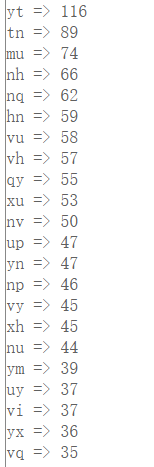 yt => 116
tn => 89
mu => 74
nh => 66
nq => 62
hn => 59
vu => 58
vh => 57
qy => 55
xu => 53
nv => 50
up => 47
yn => 47
np => 46
vy => 45
xh => 45
nu => 44
ym => 39
uy => 37
vi => 37
yx => 36
vq => 35